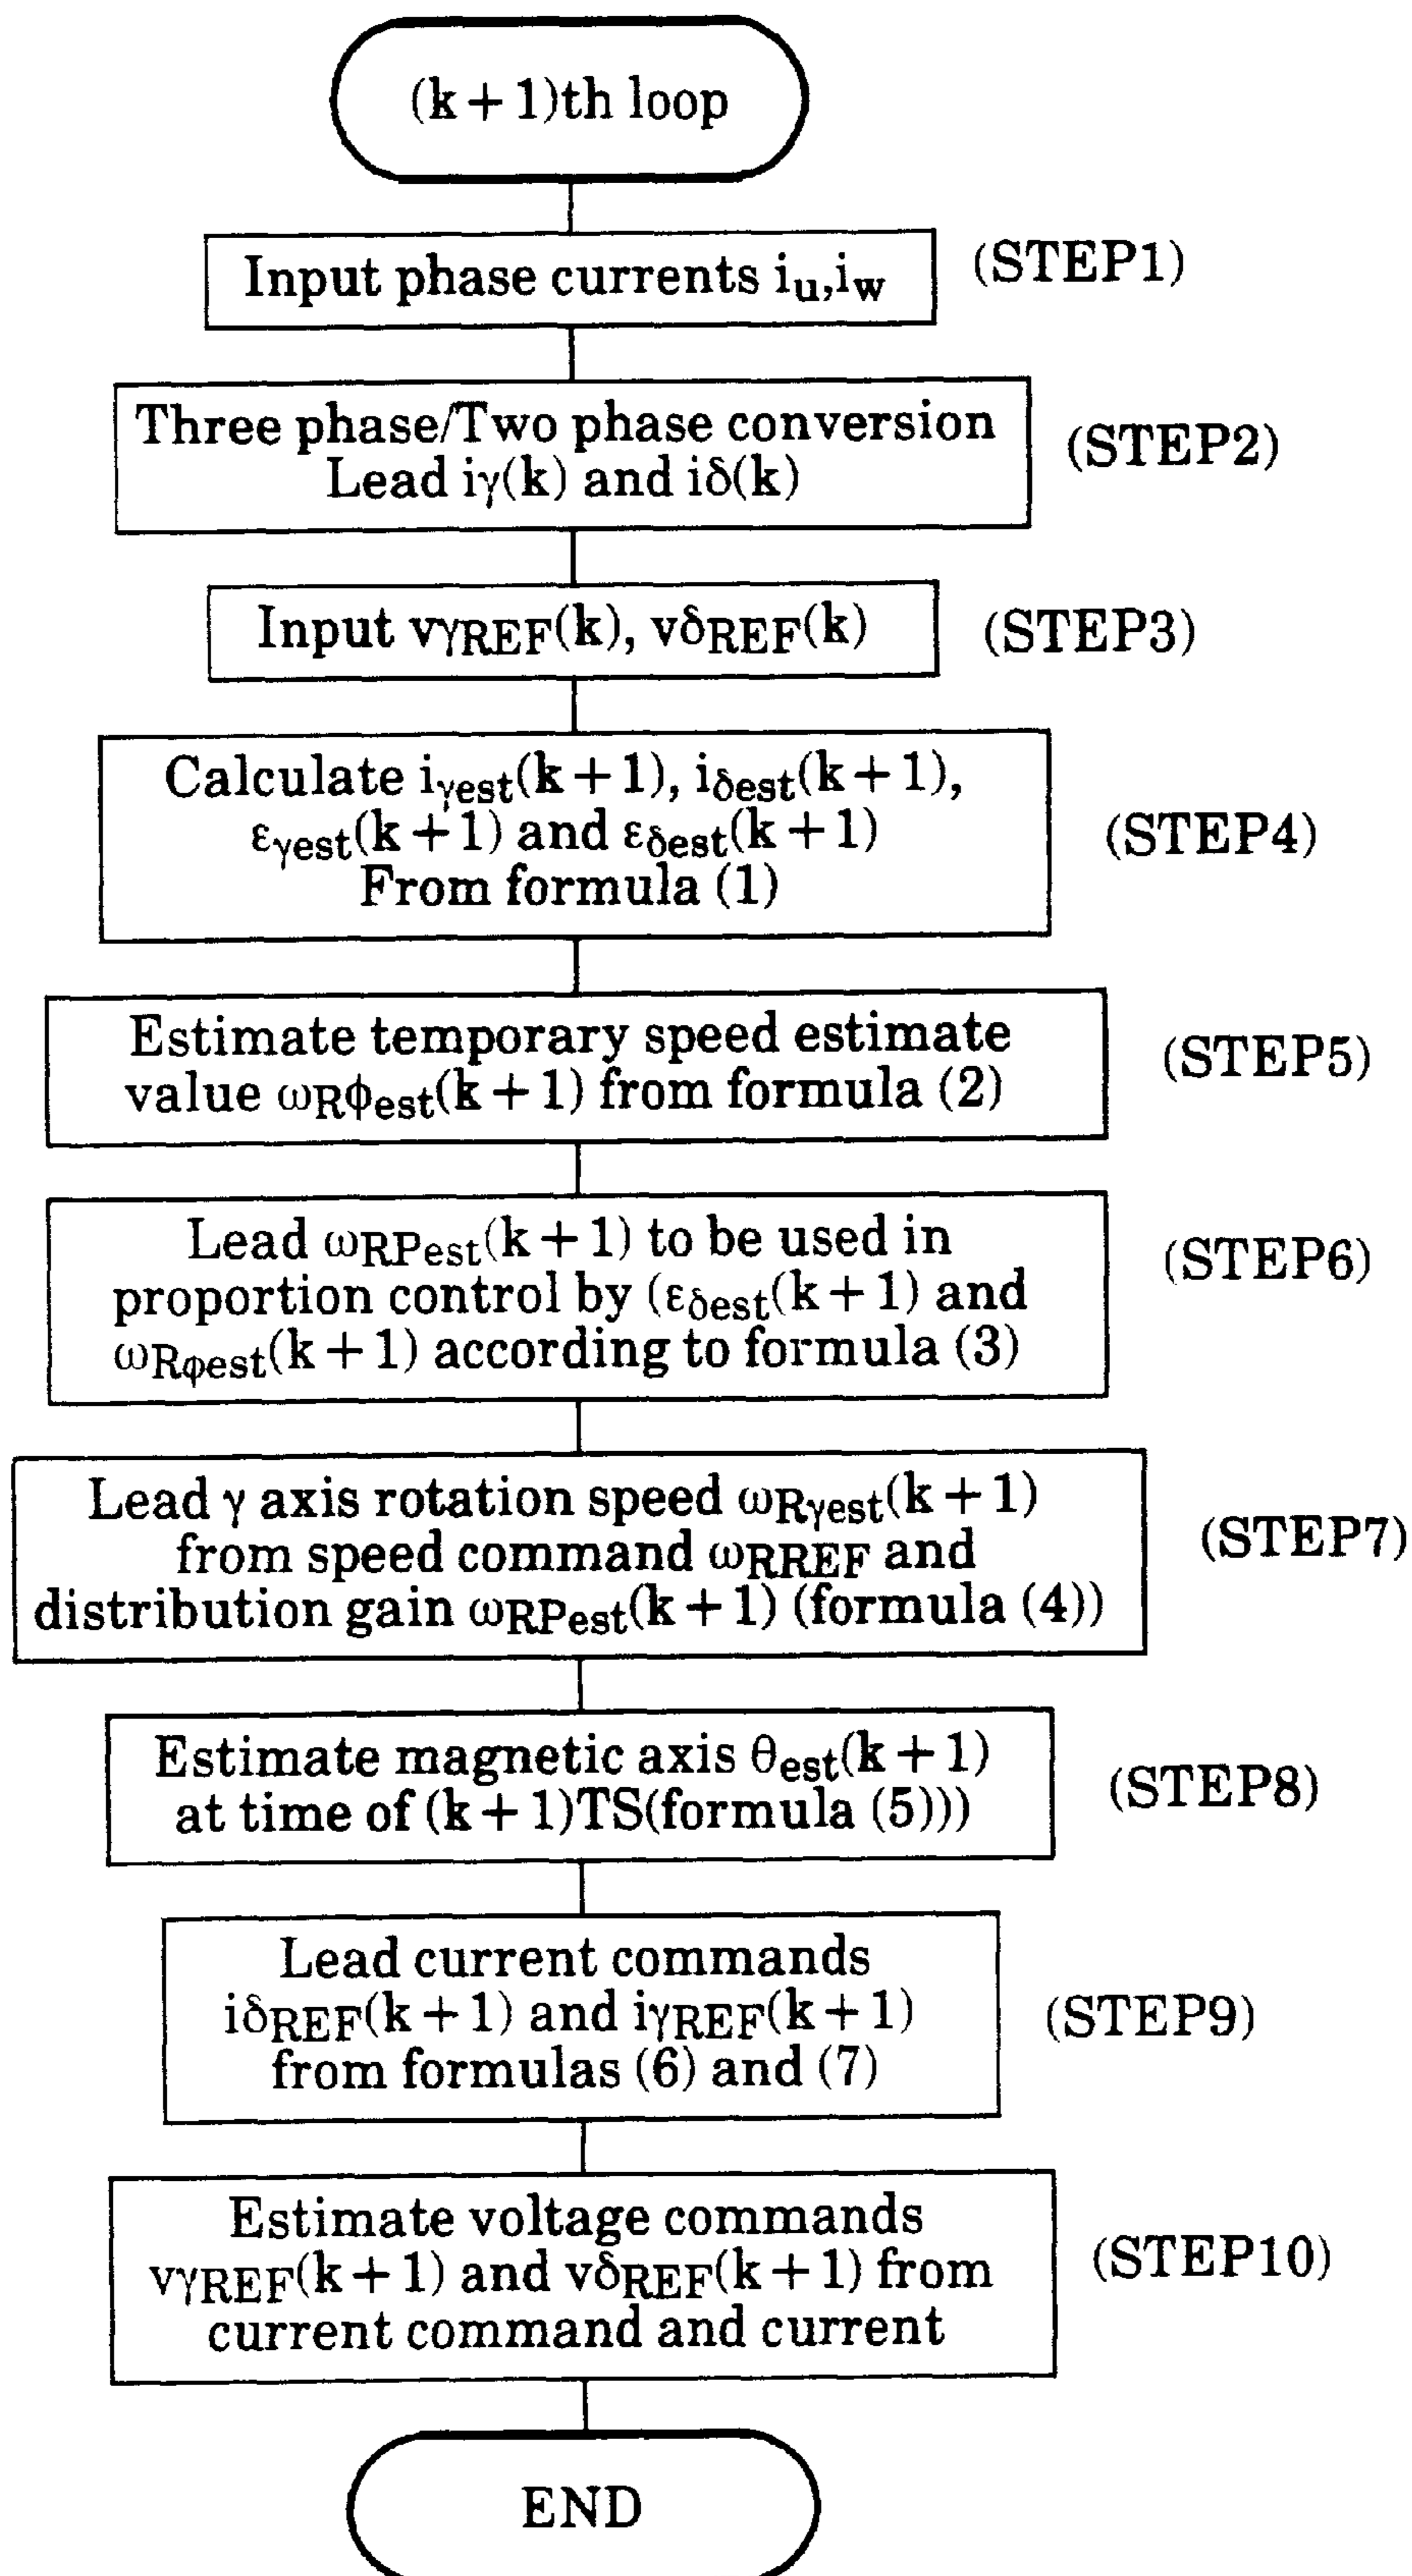 (k+1)th loop
Input phase currents iu,iw
(STEP1)
Three phase/Two phase conversion
Lead iγ(k) and iδ(k)
(STEP2)
Input vγREF(k), vδREF(k)
(STEP3)
Calculate iγest(k+1), iδest(k+1),
εγest(k+1) and εδest(k+1)
From formula (1)
(STEP4)
Estimate temporary speed estimate
value ωRϕest(k+1) from formula (2)
(STEP5)
Lead ωRPest(k+1) to be used in
proportion control by (εδest(k+1) and
ωRφest(k+1) according to formula (3)
(STEP6)
Lead γ axis rotation speed ωRγest(k+1)
from speed command ωRREF and
distribution gain ωRPest(k+1) (formula (4))
(STEP7)
Estimate magnetic axis θest(k+1)
at time of (k+1)TS(formula (5)))
(STEP8)
Lead current commands
iδREF(k+1) and iγREF(k+1)
from formulas (6) and (7)
(STEP9)
Estimate voltage commands
vγREF(k+1) and vδREF(k+1) from
current command and current
(STEP10)
END